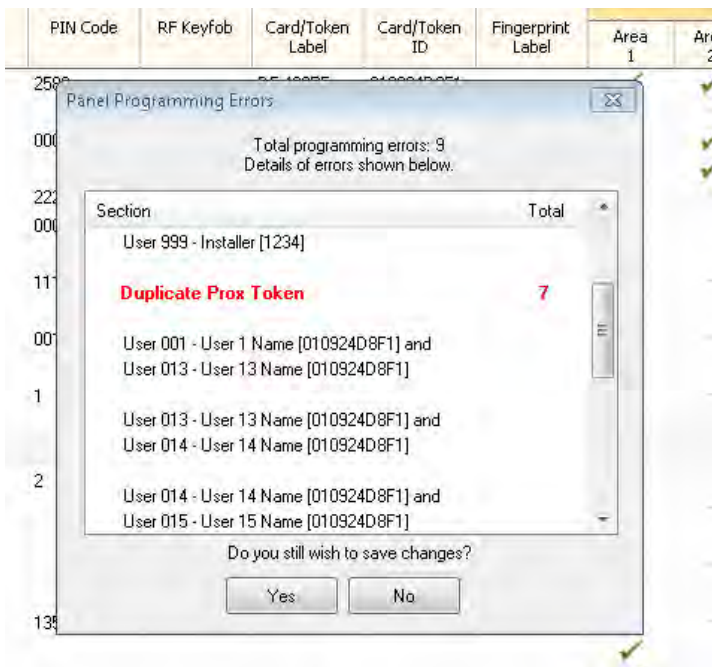 PIN Code RF Keyfob Card/Token Label Card/Token ID Fingerprint Label Area 1
Panel Programming Errors
Total programming errors: 9
Details of errors shown below.
Section Total
User 999 - Installer [1234]
Duplicate Prox Token 7
User 001 - User 1 Name [010924D8F1] and
User 013 - User 13 Name [010924D8F1]
User 013 - User 13 Name [010924D8F1] and
User 014 - User 14 Name [010924D8F1]
User 014 - User 14 Name [010924D8F1] and
User 015 - User 15 Name [010924D8F1]
1
2
Do you still wish to save changes?
Yes No